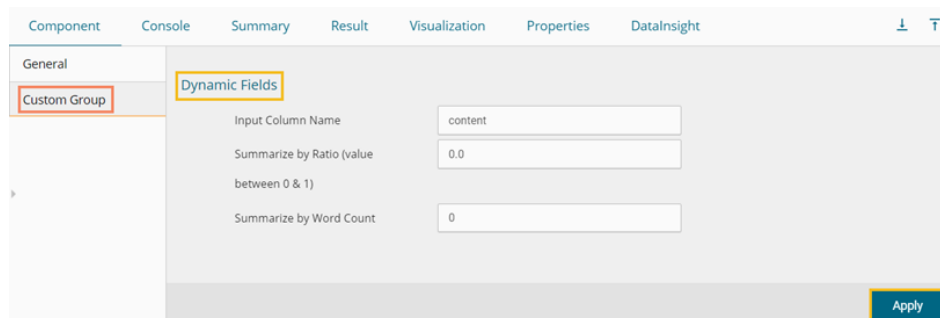 Component Console Summary Result Visualization Properties DataInsight
General
Custom Group
Dynamic Fields
Input Column Name content
Summarize by Ratio (value 0.0
between 0 & 1)
Summarize by Word Count 0
Apply